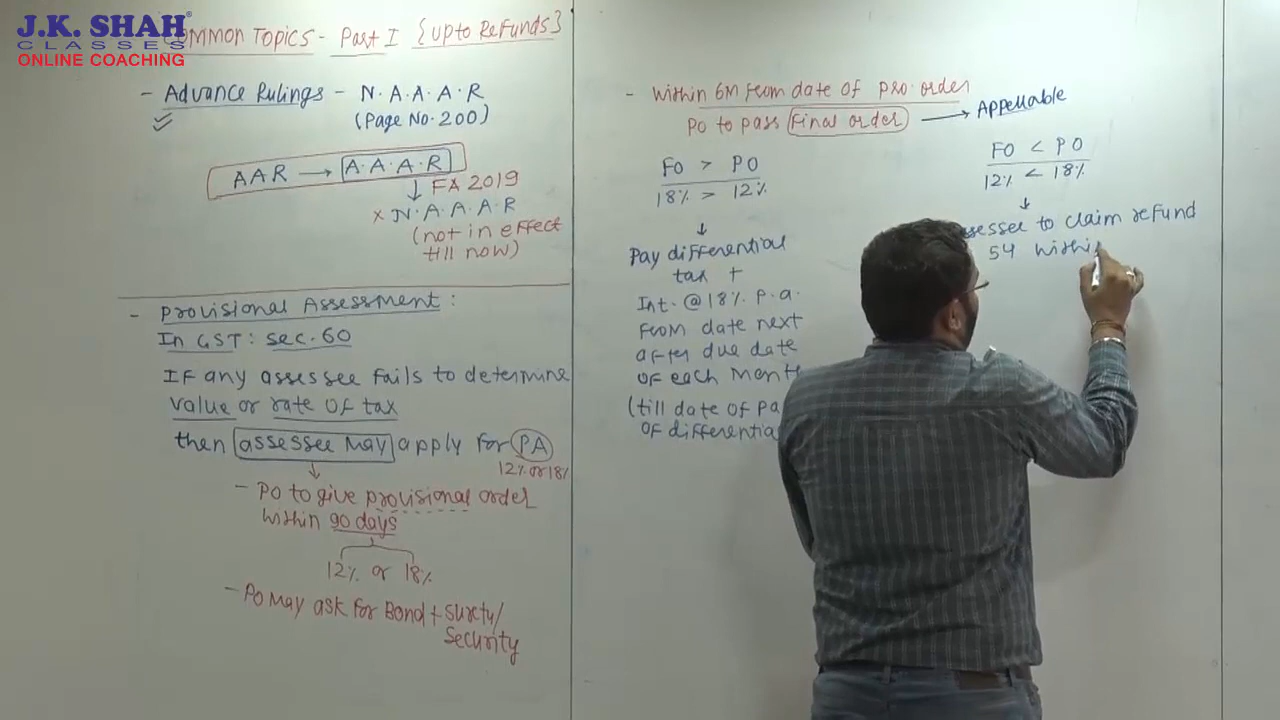 J.K. SHAH
CLASSES
ONLINE COACHING
OMMON TOPICS - Part I {upto Refunds}
- Advance Rulings - N.A.A.A.R
(Page No. 200)
AAR → A.A.A.R
↓ FA 2019
x N.A.A.A.R
(not in effect
till now)
- Provisional Assessment:
In GST: sec. 60
If any assessee fails to determine
value or rate of tax
then assessee may apply for PA
12% or 18%
- PO to give provisional order
within 90 days
12% or 18%
- PO may ask for Bond + Surety/
Security
- Within 6M from date of pro. order
PO to pass Final order → Appellable
FO > PO
18% > 12%
↓
Pay differential
tax +
Int. @ 18% p.a.
from date next
after due date
of each month
(till date of Pa
of differentia
FO < PO
12% < 18%
↓
ssessee to claim refund
54 withi